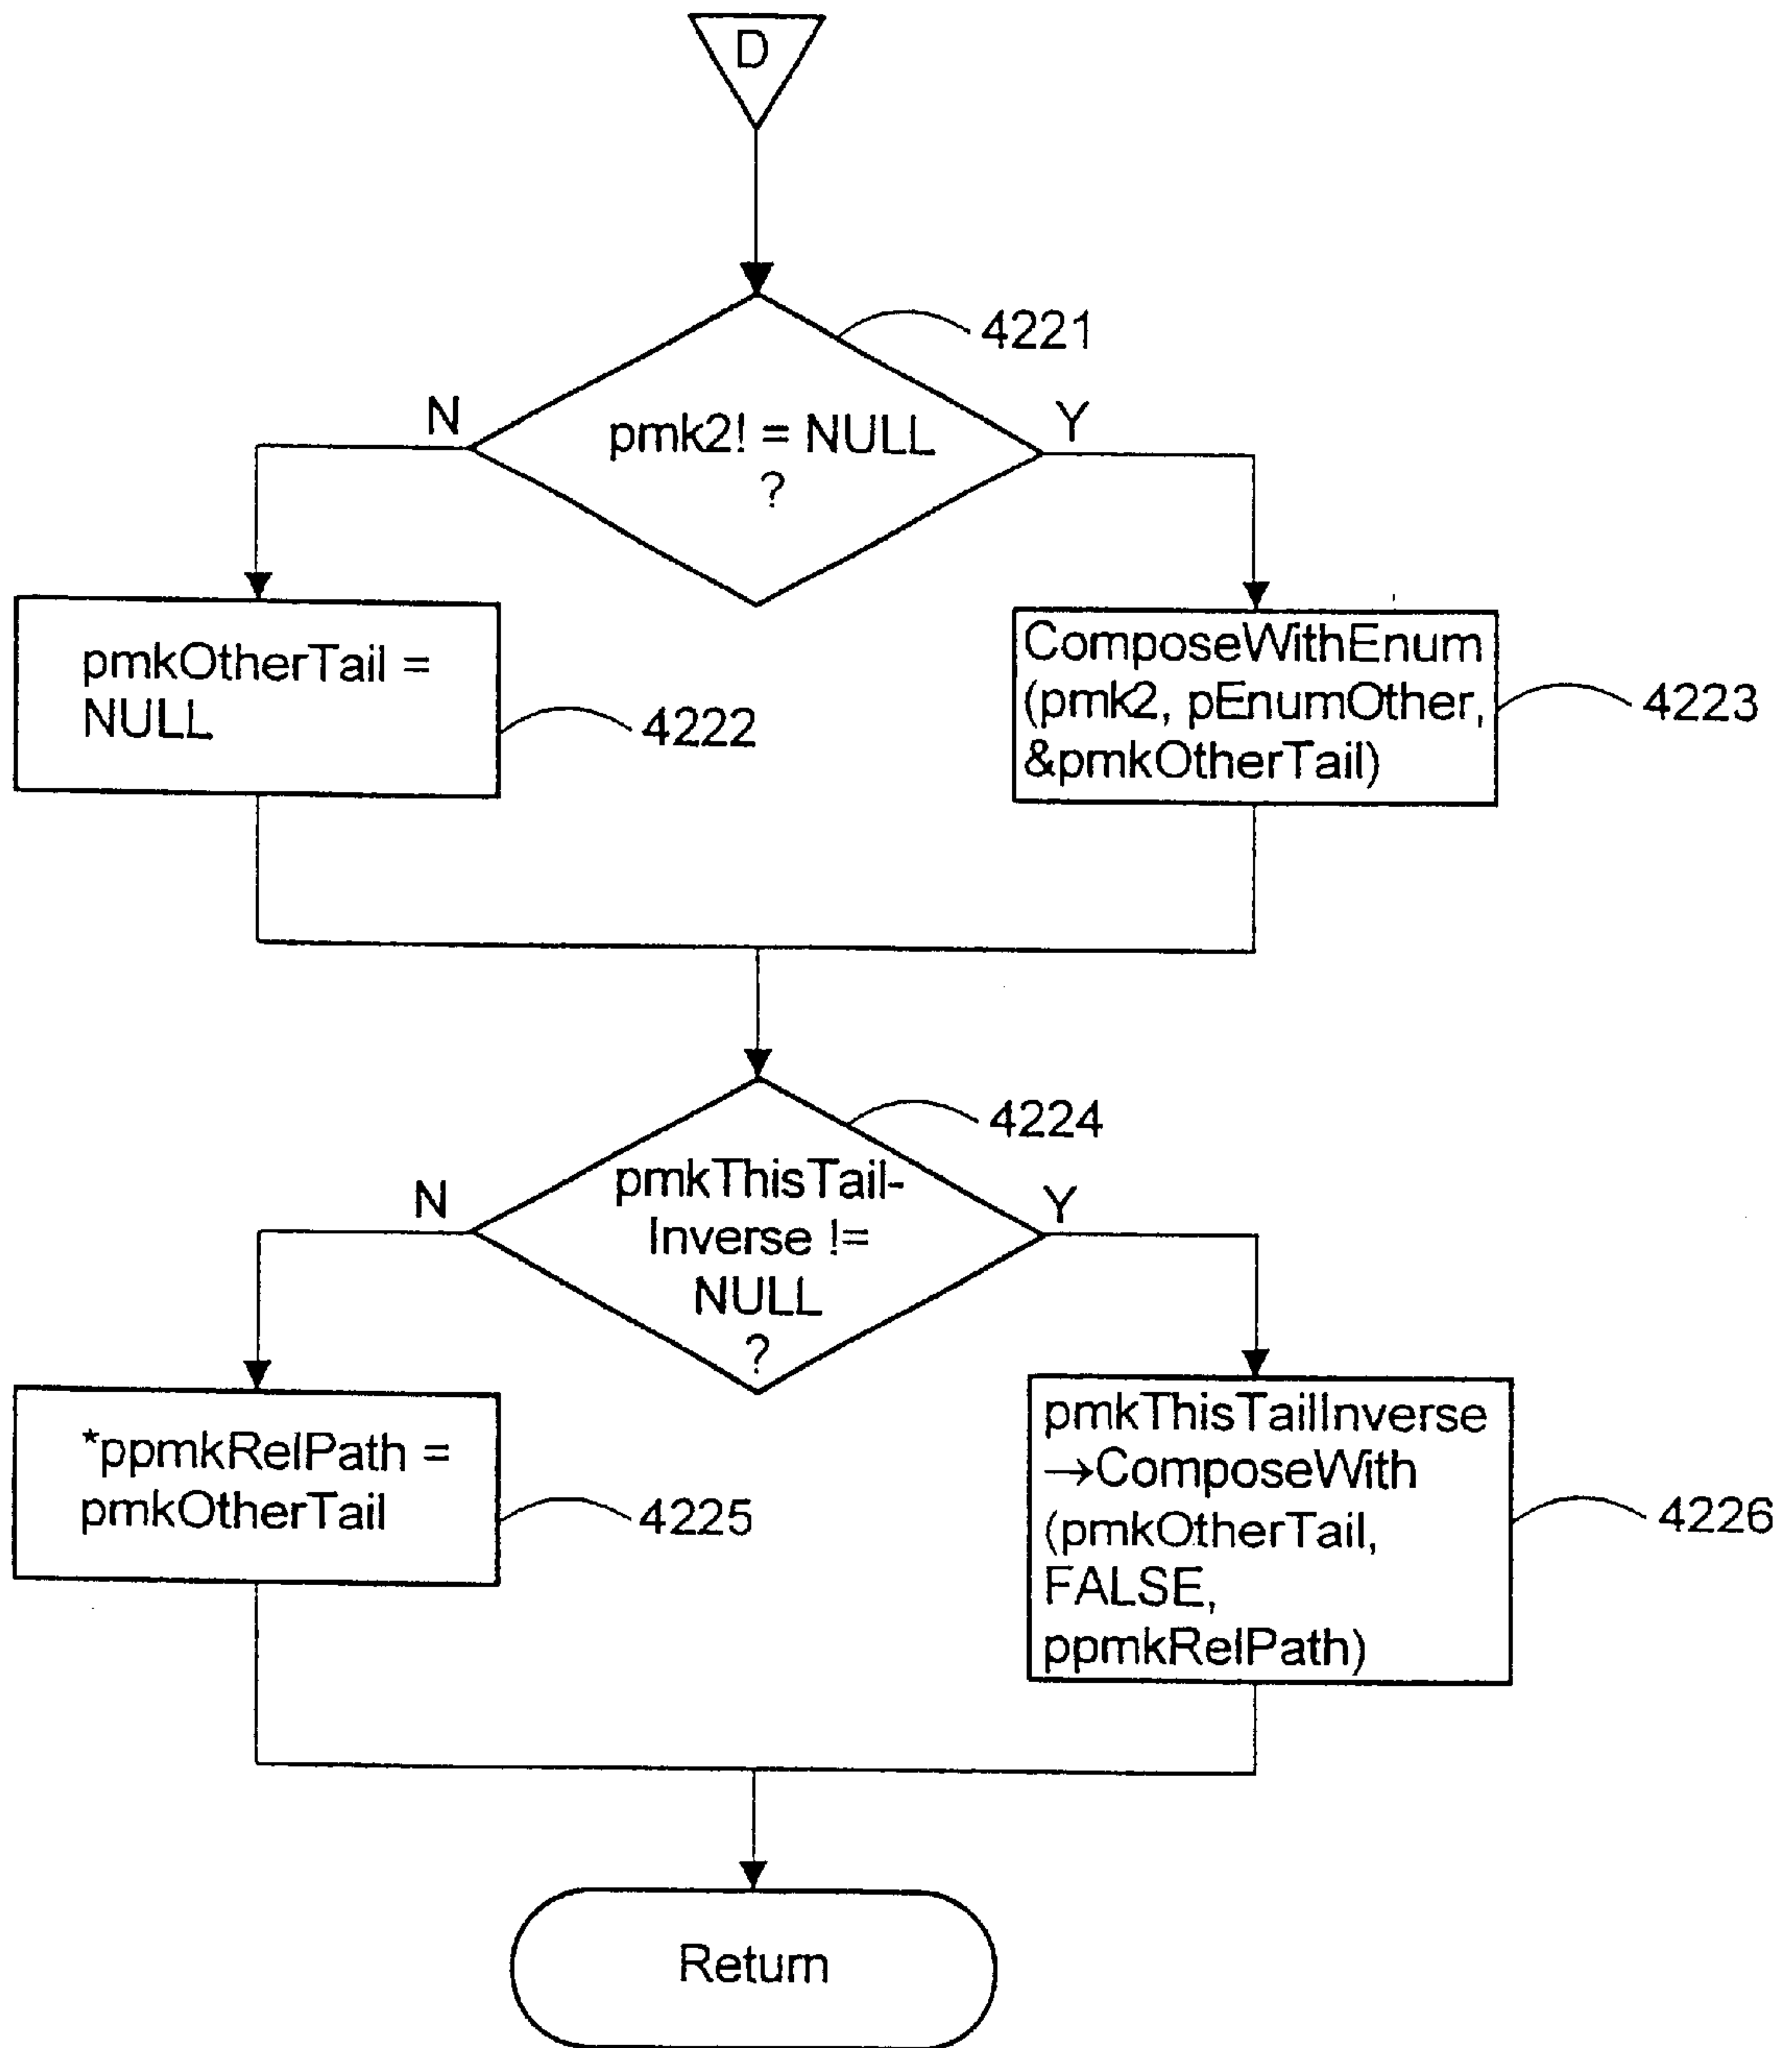 D
4221
N
pmk2! = NULL
?
Y
pmkOtherTail =
NULL
4222
ComposeWithEnum
(pmk2, pEnumOther,
&pmkOtherTail)
4223
4224
N
pmkThisTail-
Inverse !=
NULL
?
Y
*ppmkRelPath =
pmkOtherTail
4225
pmkThisTailInverse
→ComposeWith
(pmkOtherTail,
FALSE,
ppmkRelPath)
4226
Return